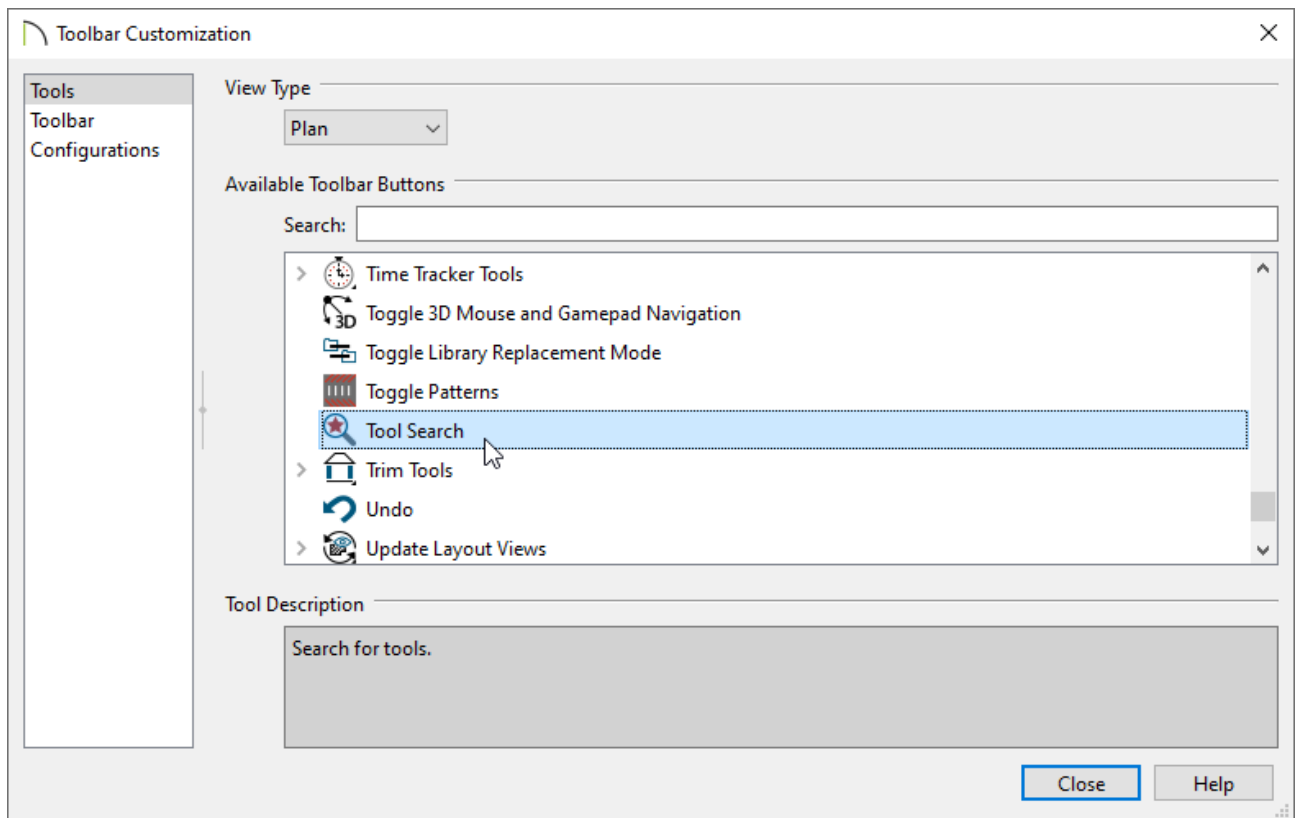 Toolbar Customization
Tools
Toolbar
Configurations
View Type
Plan
Available Toolbar Buttons
Search:
Time Tracker Tools
3D Toggle 3D Mouse and Gamepad Navigation
Toggle Library Replacement Mode
Toggle Patterns
Tool Search
Trim Tools
Undo
Update Layout Views
Tool Description
Search for tools.
Close Help